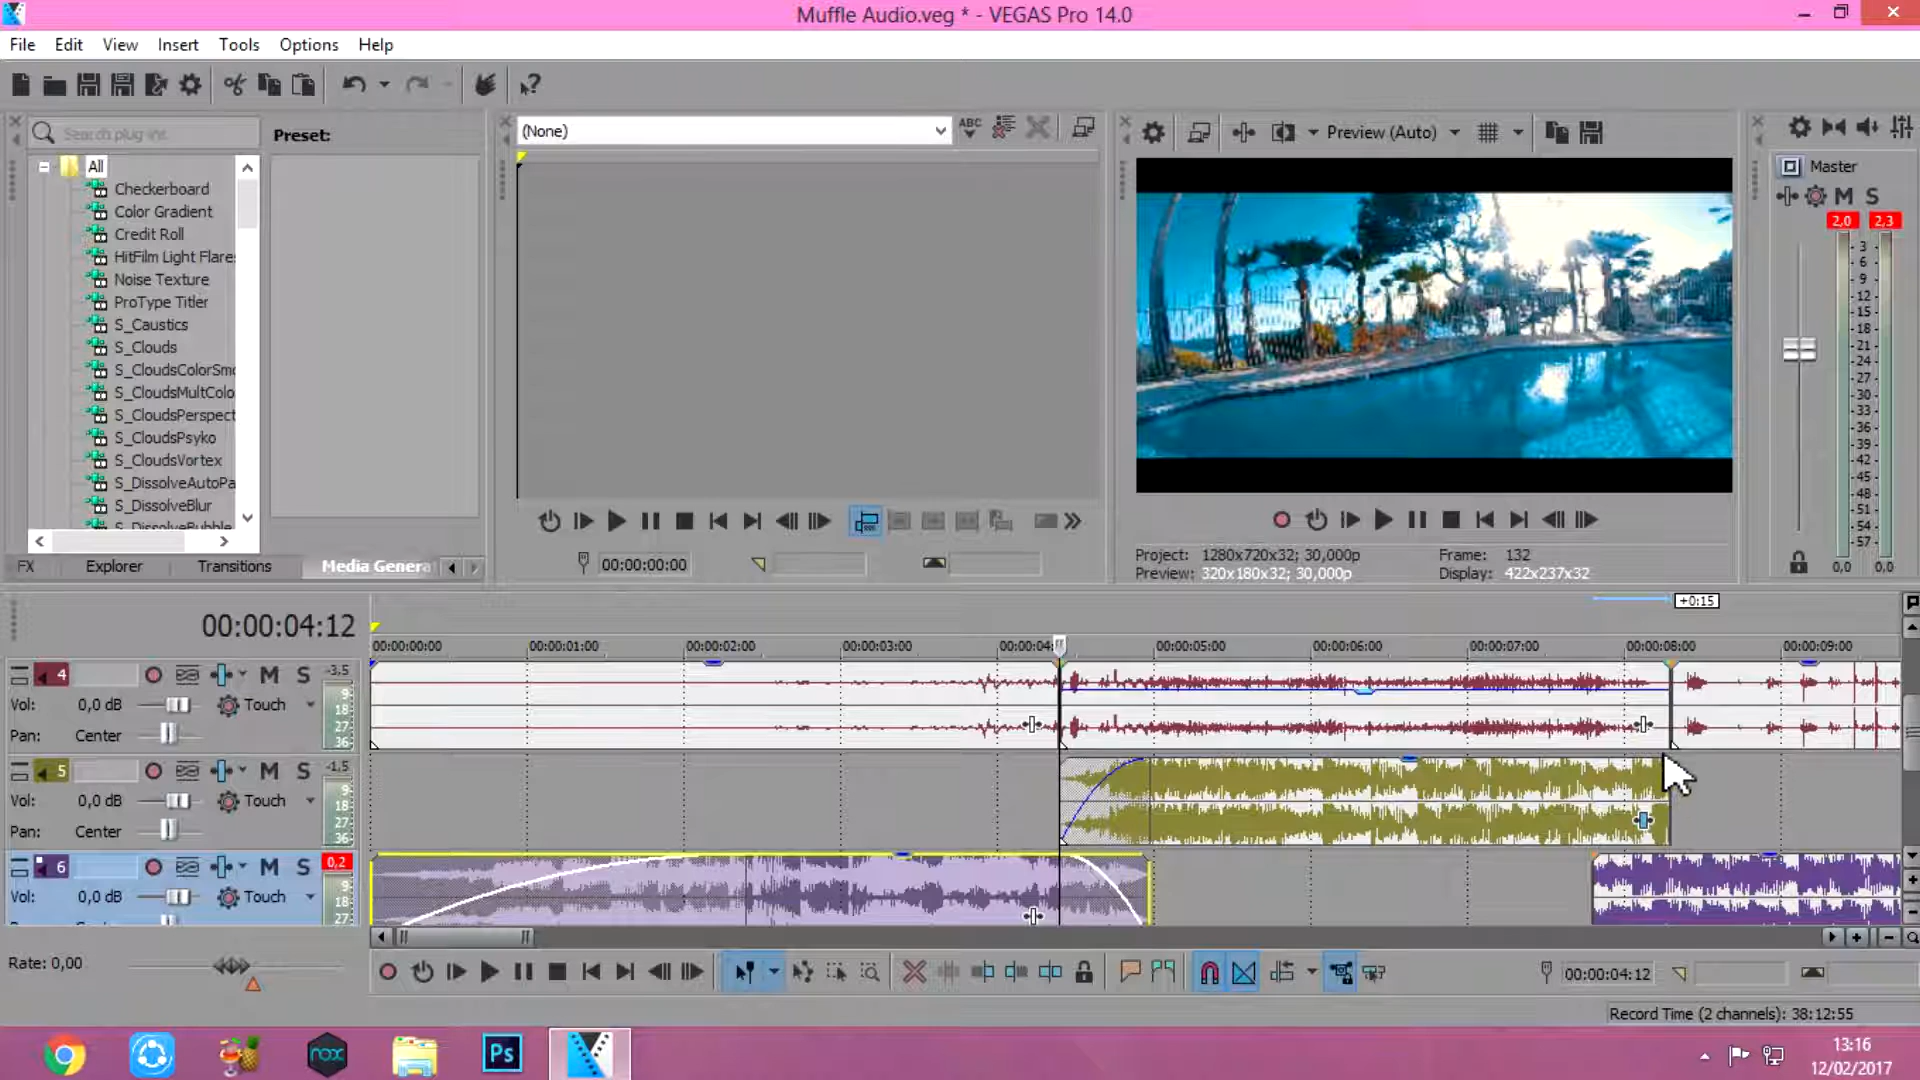 Muffle Audio.veg * - VEGAS Pro 14.0
File Edit View Insert Tools Options Help
Search plug-ins
Preset:
(None)
ABC
Preview (Auto)
All
Checkerboard
Color Gradient
Credit Roll
HitFilm Light Flare
Noise Texture
ProType Titler
S_Caustics
S_Clouds
S_CloudsColorSmo
S_CloudsMultColo
S_CloudsPerspect
S_CloudsPsyko
S_CloudsVortex
S_DissolveAutoPa
S_DissolveBlur
S_DissolveBubble
FX Explorer Transitions Media Genera
00:00:00:00
Project: 1280x720x32; 30,000p
Preview: 320x180x32; 30,000p
Frame: 132
Display: 422x237x32
Master
M S
2,0 2,3
3
6
9
12
15
18
21
24
27
30
33
36
39
42
45
48
51
54
57
0,0 0,0
+0:15
00:00:04:12
00:00:00:00 00:00:01:00 00:00:02:00 00:00:03:00 00:00:04: 00:00:05:00 00:00:06:00 00:00:07:00 00:00:08:00 00:00:09:00
4 M S -3,5
Vol: 0,0 dB Touch
Pan: Center
9
18
27
36
5 M S -1,5
Vol: 0,0 dB Touch
Pan: Center
9
18
27
36
6 M S 0,2
Vol: 0,0 dB Touch
9
18
27
Rate: 0,00
00:00:04:12
Record Time (2 channels): 38:12:55
nox
Ps
13:16
12/02/2017